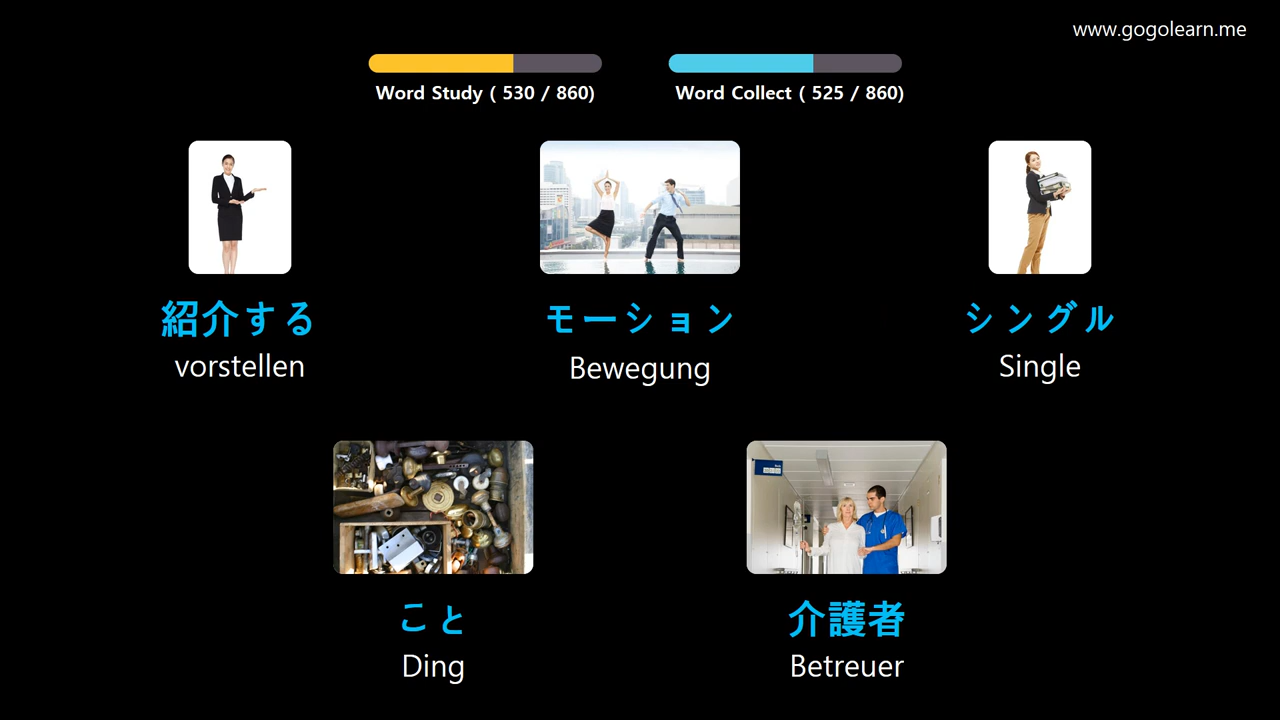 www.gogolearn.me
Word Study ( 530 / 860)
Word Collect ( 525 / 860)
紹介する
vorstellen
モーション
Bewegung
シングル
Single
こと
Ding
介護者
Betreuer